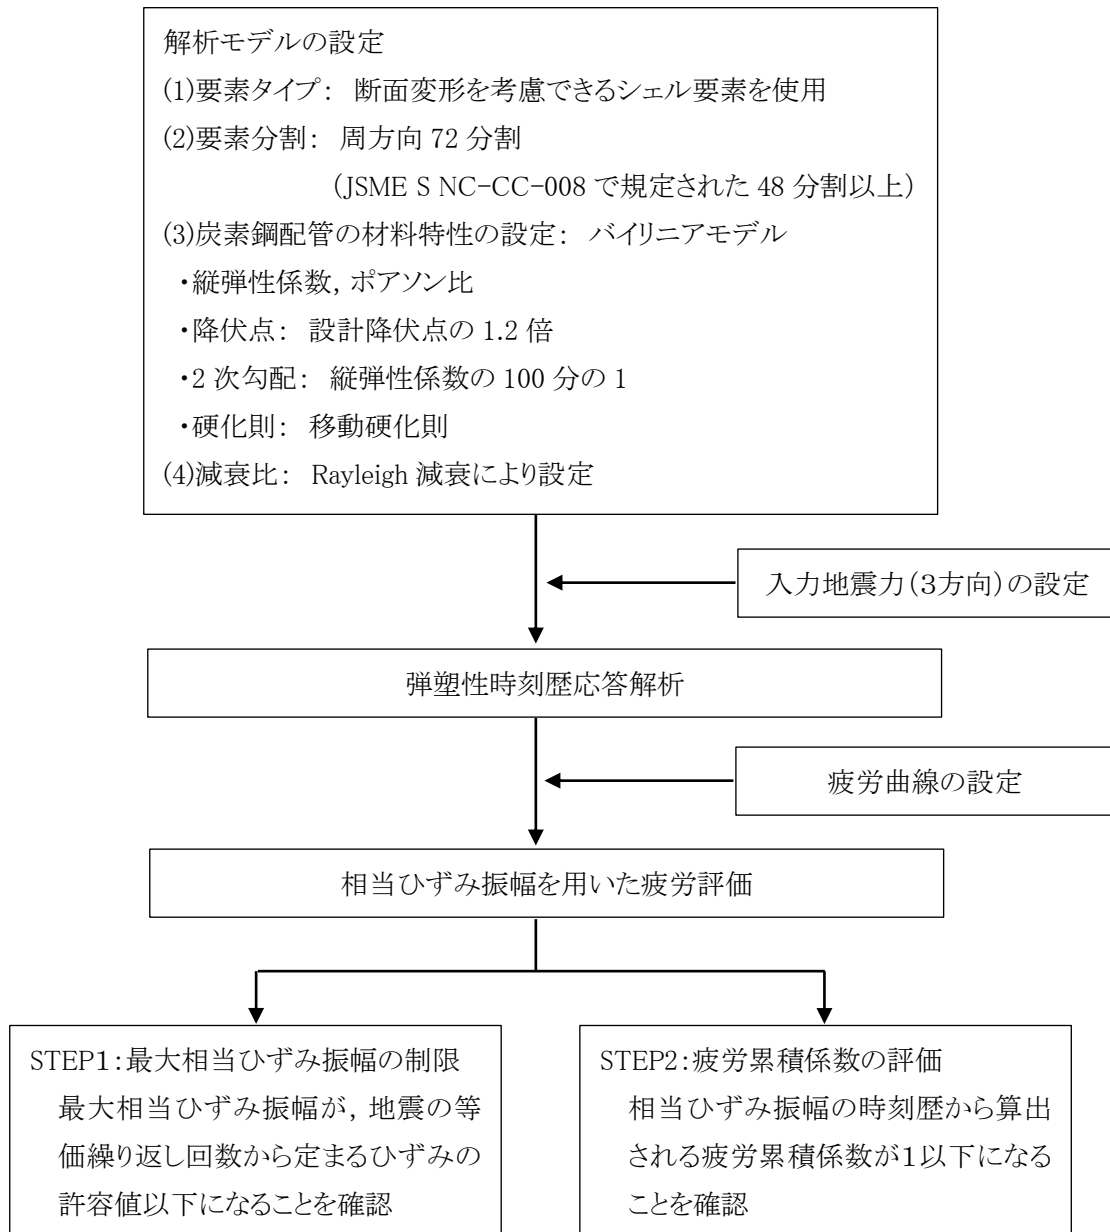 解析モデルの設定
(1)要素タイプ： 断面変形を考慮できるシェル要素を使用
(2)要素分割： 周方向 72 分割
（JSME S NC-CC-008 で規定された 48 分割以上）
(3)炭素鋼配管の材料特性の設定： バイリニアモデル
・縦弾性係数，ポアソン比
・降伏点： 設計降伏点の 1.2 倍
・2 次勾配： 縦弾性係数の 100 分の 1
・硬化則： 移動硬化則
(4)減衰比： Rayleigh 減衰により設定
入力地震力（３方向）の設定
弾塑性時刻歴応答解析
疲労曲線の設定
相当ひずみ振幅を用いた疲労評価
STEP１：最大相当ひずみ振幅の制限
最大相当ひずみ振幅が，地震の等
価繰り返し回数から定まるひずみの
許容値以下になることを確認
STEP2：疲労累積係数の評価
相当ひずみ振幅の時刻歴から算出
される疲労累積係数が１以下になる
ことを確認